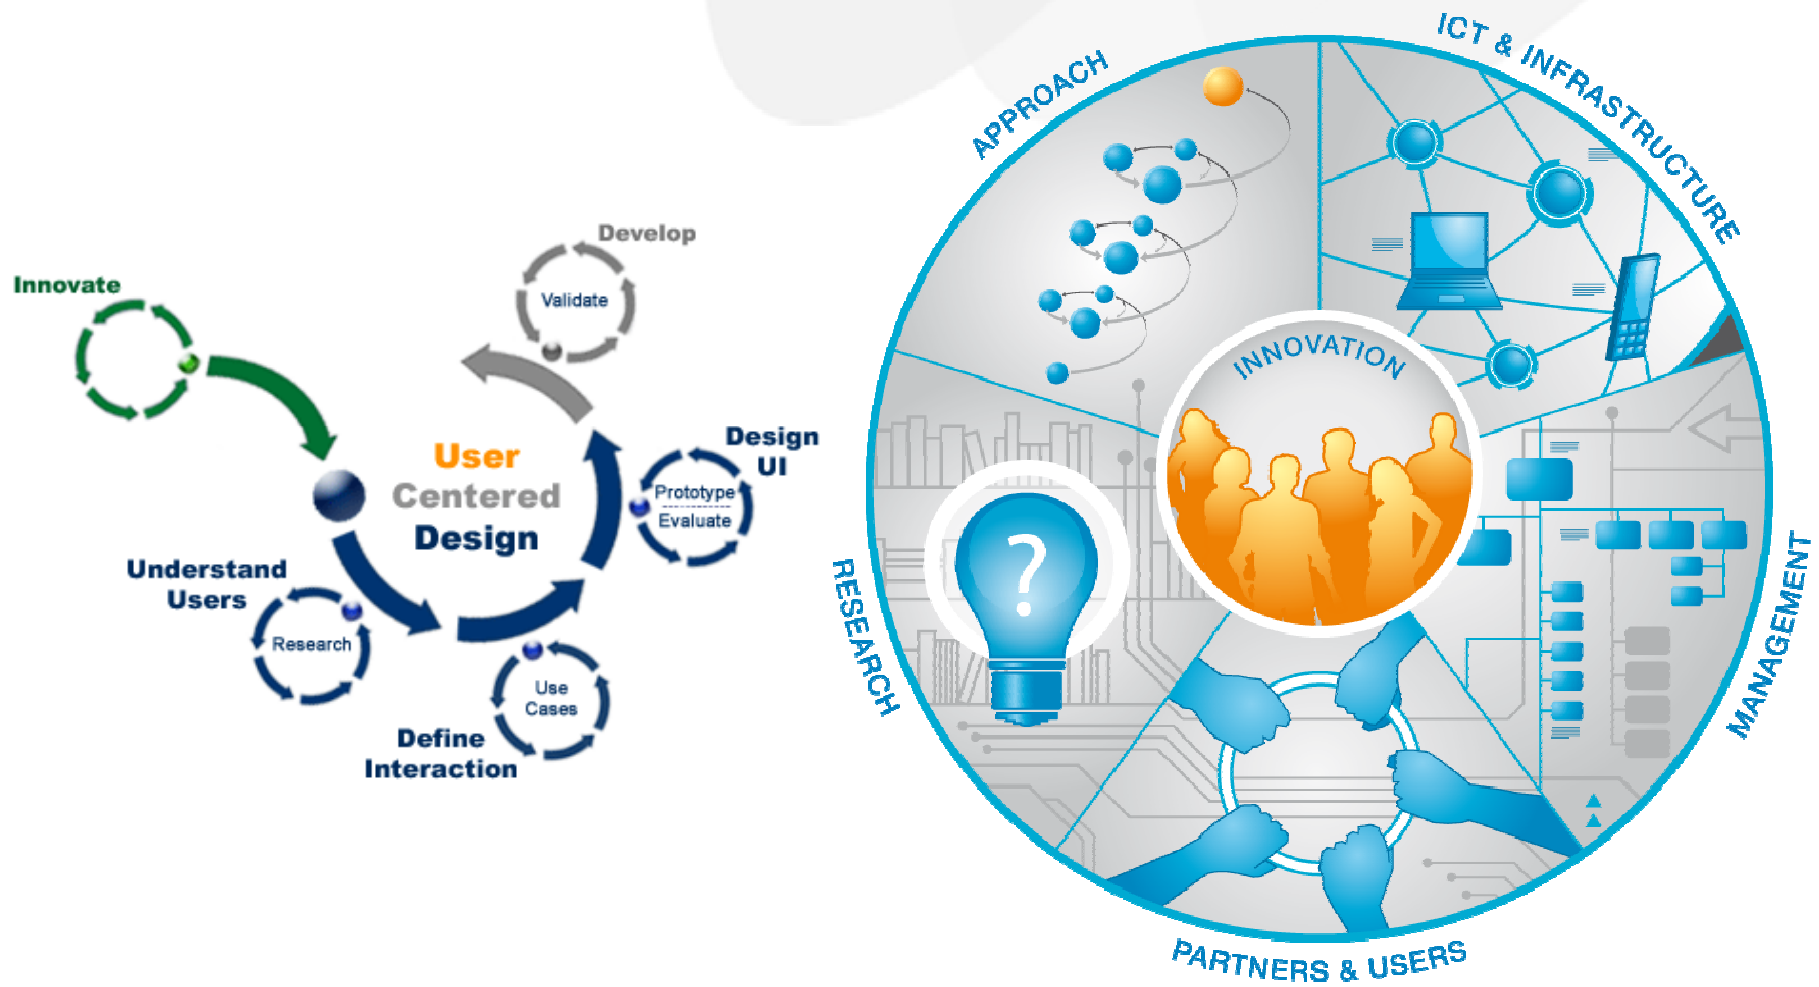 Innovate
Develop
Validate
User
Centered
Design
Design
UI
Prototype
Evaluate
Understand
Users
Research
Use
Cases
Define
Interaction
APPROACH
ICT & INFRASTRUCTURE
INNOVATION
?
RESEARCH
MANAGEMENT
PARTNERS & USERS